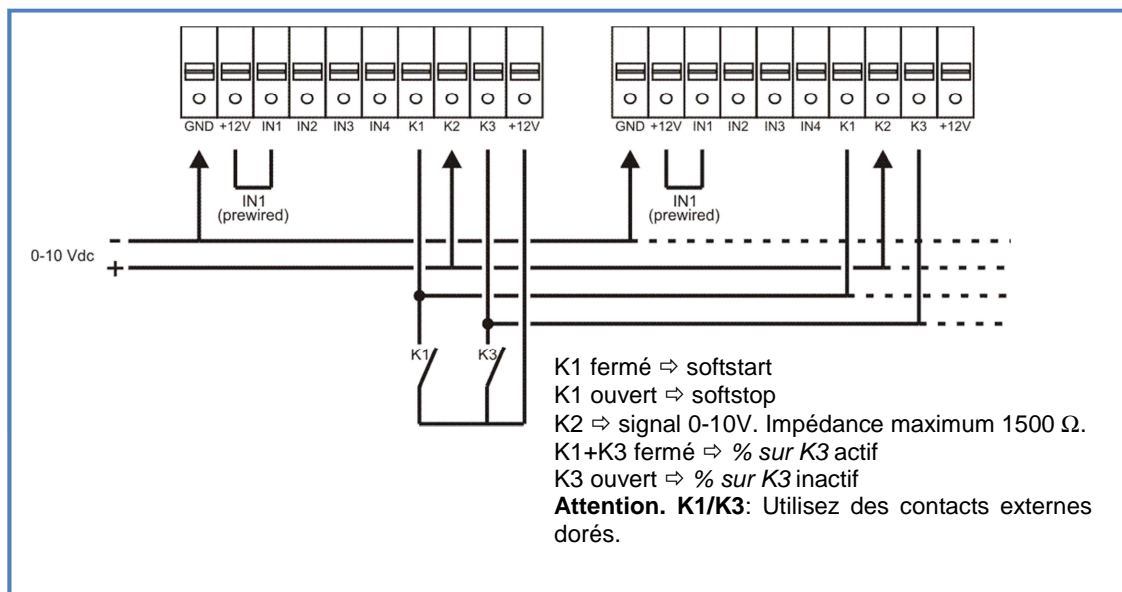 GND +12V IN1 IN2 IN3 IN4 K1 K2 K3 +12V
GND +12V IN1 IN2 IN3 IN4 K1 K2 K3 +12V
IN1
(prewired)
IN1
(prewired)
0-10 Vdc
-
+
K1
K3
K1 fermé ⇨ softstart
K1 ouvert ⇨ softstop
K2 ⇨ signal 0-10V. Impédance maximum 1500 Ω.
K1+K3 fermé ⇨ % sur K3 actif
K3 ouvert ⇨ % sur K3 inactif
Attention. K1/K3: Utilisez des contacts externes
dorés.